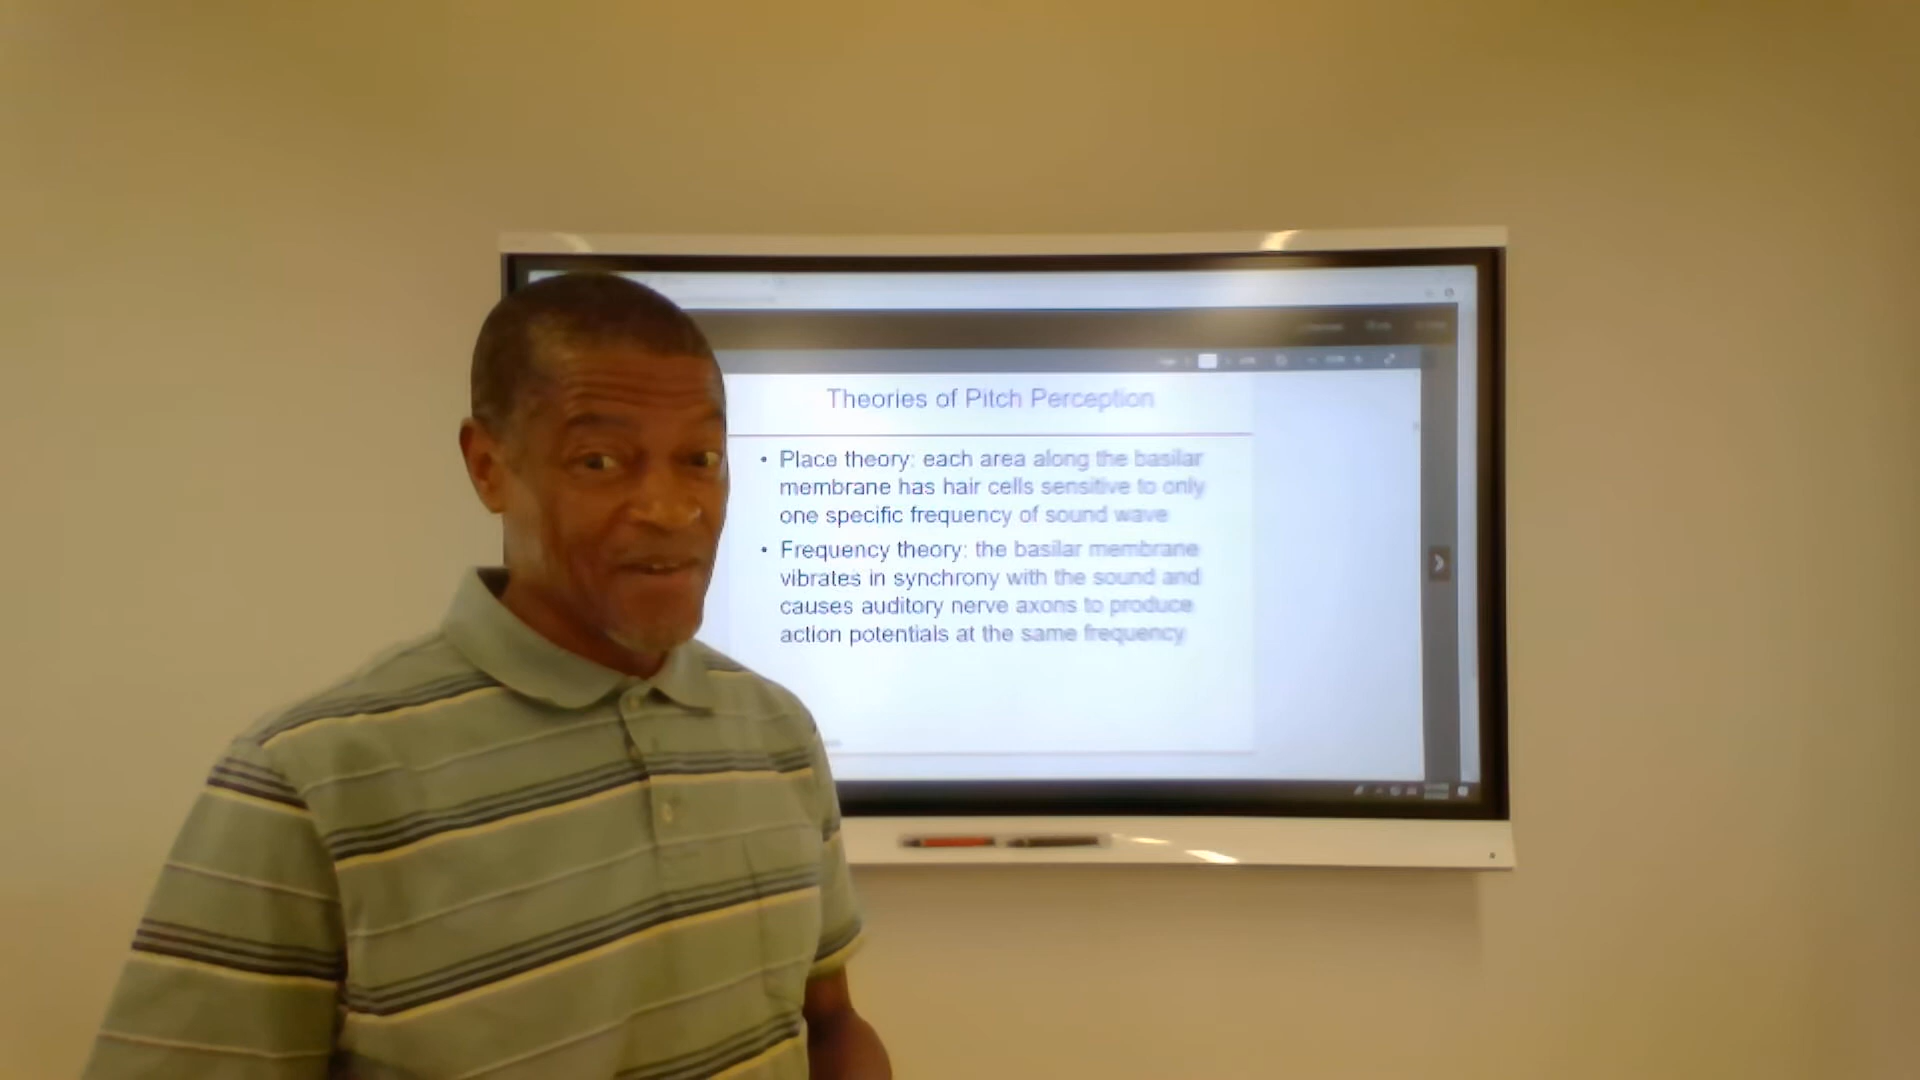 Theories of Pitch Perception
• Place theory: each area along the basilar
membrane has hair cells sensitive to only
one specific frequency of sound wave
• Frequency theory: the basilar membrane
vibrates in synchrony with the sound and
causes auditory nerve axons to produce
action potentials at the same frequency